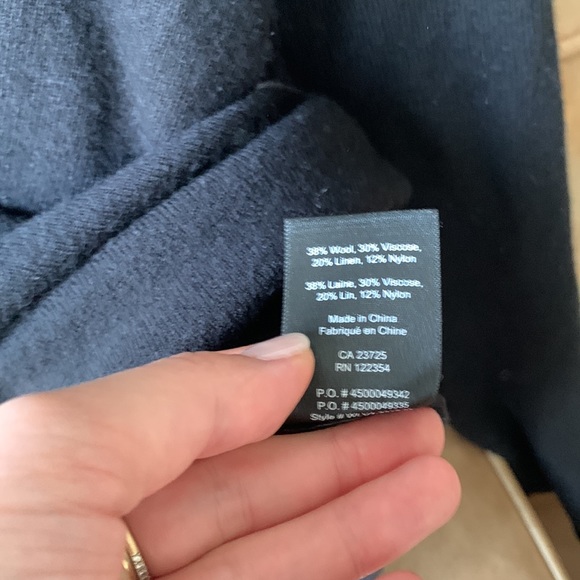 38% Wool, 30% Viscose,
20% Linen, 12% Nylon
38% Laine, 30% Viscose,
20% Lin, 12% Nylon
Made in China
Fabriqué en Chine
CA 23725
RN 122354
P.O. # 4500049342
P.O. # 4500049335
Style #